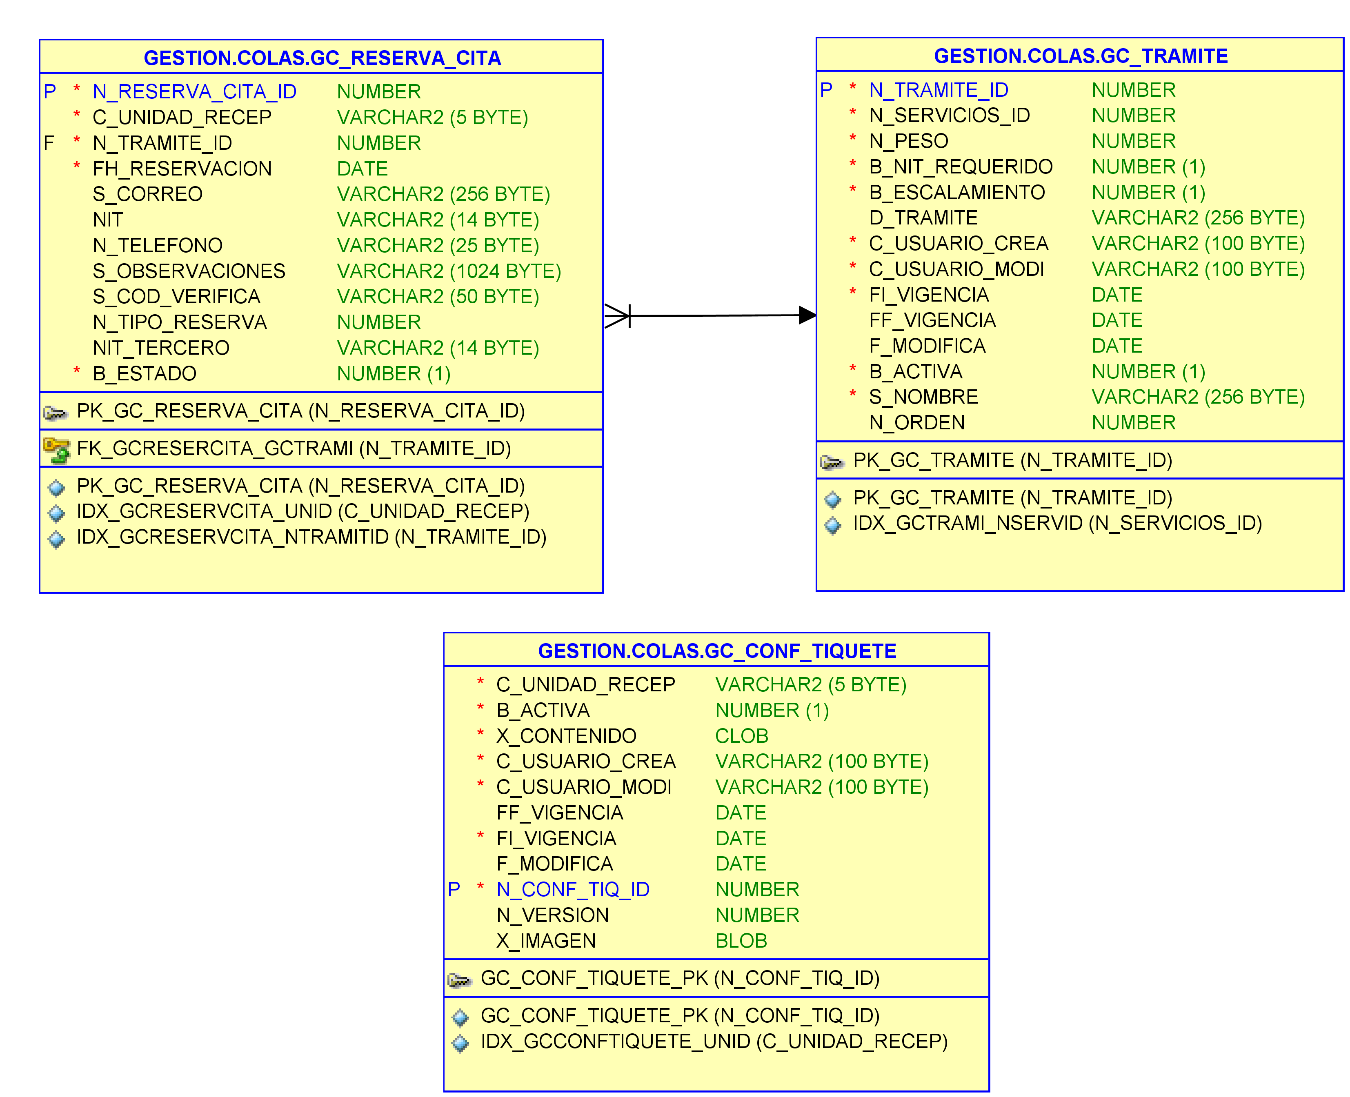 GESTION.COLAS.GC_RESERVA_CITA
P * N_RESERVA_CITA_ID NUMBER
* C_UNIDAD_RECEP VARCHAR2 (5 BYTE)
F * N_TRAMITE_ID NUMBER
* FH_RESERVACION DATE
S_CORREO VARCHAR2 (256 BYTE)
NIT VARCHAR2 (14 BYTE)
N_TELEFONO VARCHAR2 (25 BYTE)
S_OBSERVACIONES VARCHAR2 (1024 BYTE)
S_COD_VERIFICA VARCHAR2 (50 BYTE)
N_TIPO_RESERVA NUMBER
NIT_TERCERO VARCHAR2 (14 BYTE)
* B_ESTADO NUMBER (1)
PK_GC_RESERVA_CITA (N_RESERVA_CITA_ID)
FK_GCRESERCITA_GCTRAMI (N_TRAMITE_ID)
PK_GC_RESERVA_CITA (N_RESERVA_CITA_ID)
IDX_GCRESERVCITA_UNID (C_UNIDAD_RECEP)
IDX_GCRESERVCITA_NTRAMITID (N_TRAMITE_ID)
GESTION.COLAS.GC_TRAMITE
P * N_TRAMITE_ID NUMBER
* N_SERVICIOS_ID NUMBER
* N_PESO NUMBER
* B_NIT_REQUERIDO NUMBER (1)
* B_ESCALAMIENTO NUMBER (1)
D_TRAMITE VARCHAR2 (256 BYTE)
* C_USUARIO_CREA VARCHAR2 (100 BYTE)
* C_USUARIO_MODI VARCHAR2 (100 BYTE)
* FI_VIGENCIA DATE
FF_VIGENCIA DATE
F_MODIFICA DATE
* B_ACTIVA NUMBER (1)
* S_NOMBRE VARCHAR2 (256 BYTE)
N_ORDEN NUMBER
PK_GC_TRAMITE (N_TRAMITE_ID)
PK_GC_TRAMITE (N_TRAMITE_ID)
IDX_GCTRAMI_NSERVID (N_SERVICIOS_ID)
GESTION.COLAS.GC_CONF_TIQUETE
* C_UNIDAD_RECEP VARCHAR2 (5 BYTE)
* B_ACTIVA NUMBER (1)
* X_CONTENIDO CLOB
* C_USUARIO_CREA VARCHAR2 (100 BYTE)
* C_USUARIO_MODI VARCHAR2 (100 BYTE)
FF_VIGENCIA DATE
* FI_VIGENCIA DATE
F_MODIFICA DATE
P * N_CONF_TIQ_ID NUMBER
N_VERSION NUMBER
X_IMAGEN BLOB
GC_CONF_TIQUETE_PK (N_CONF_TIQ_ID)
GC_CONF_TIQUETE_PK (N_CONF_TIQ_ID)
IDX_GCCONFTIQUETE_UNID (C_UNIDAD_RECEP)